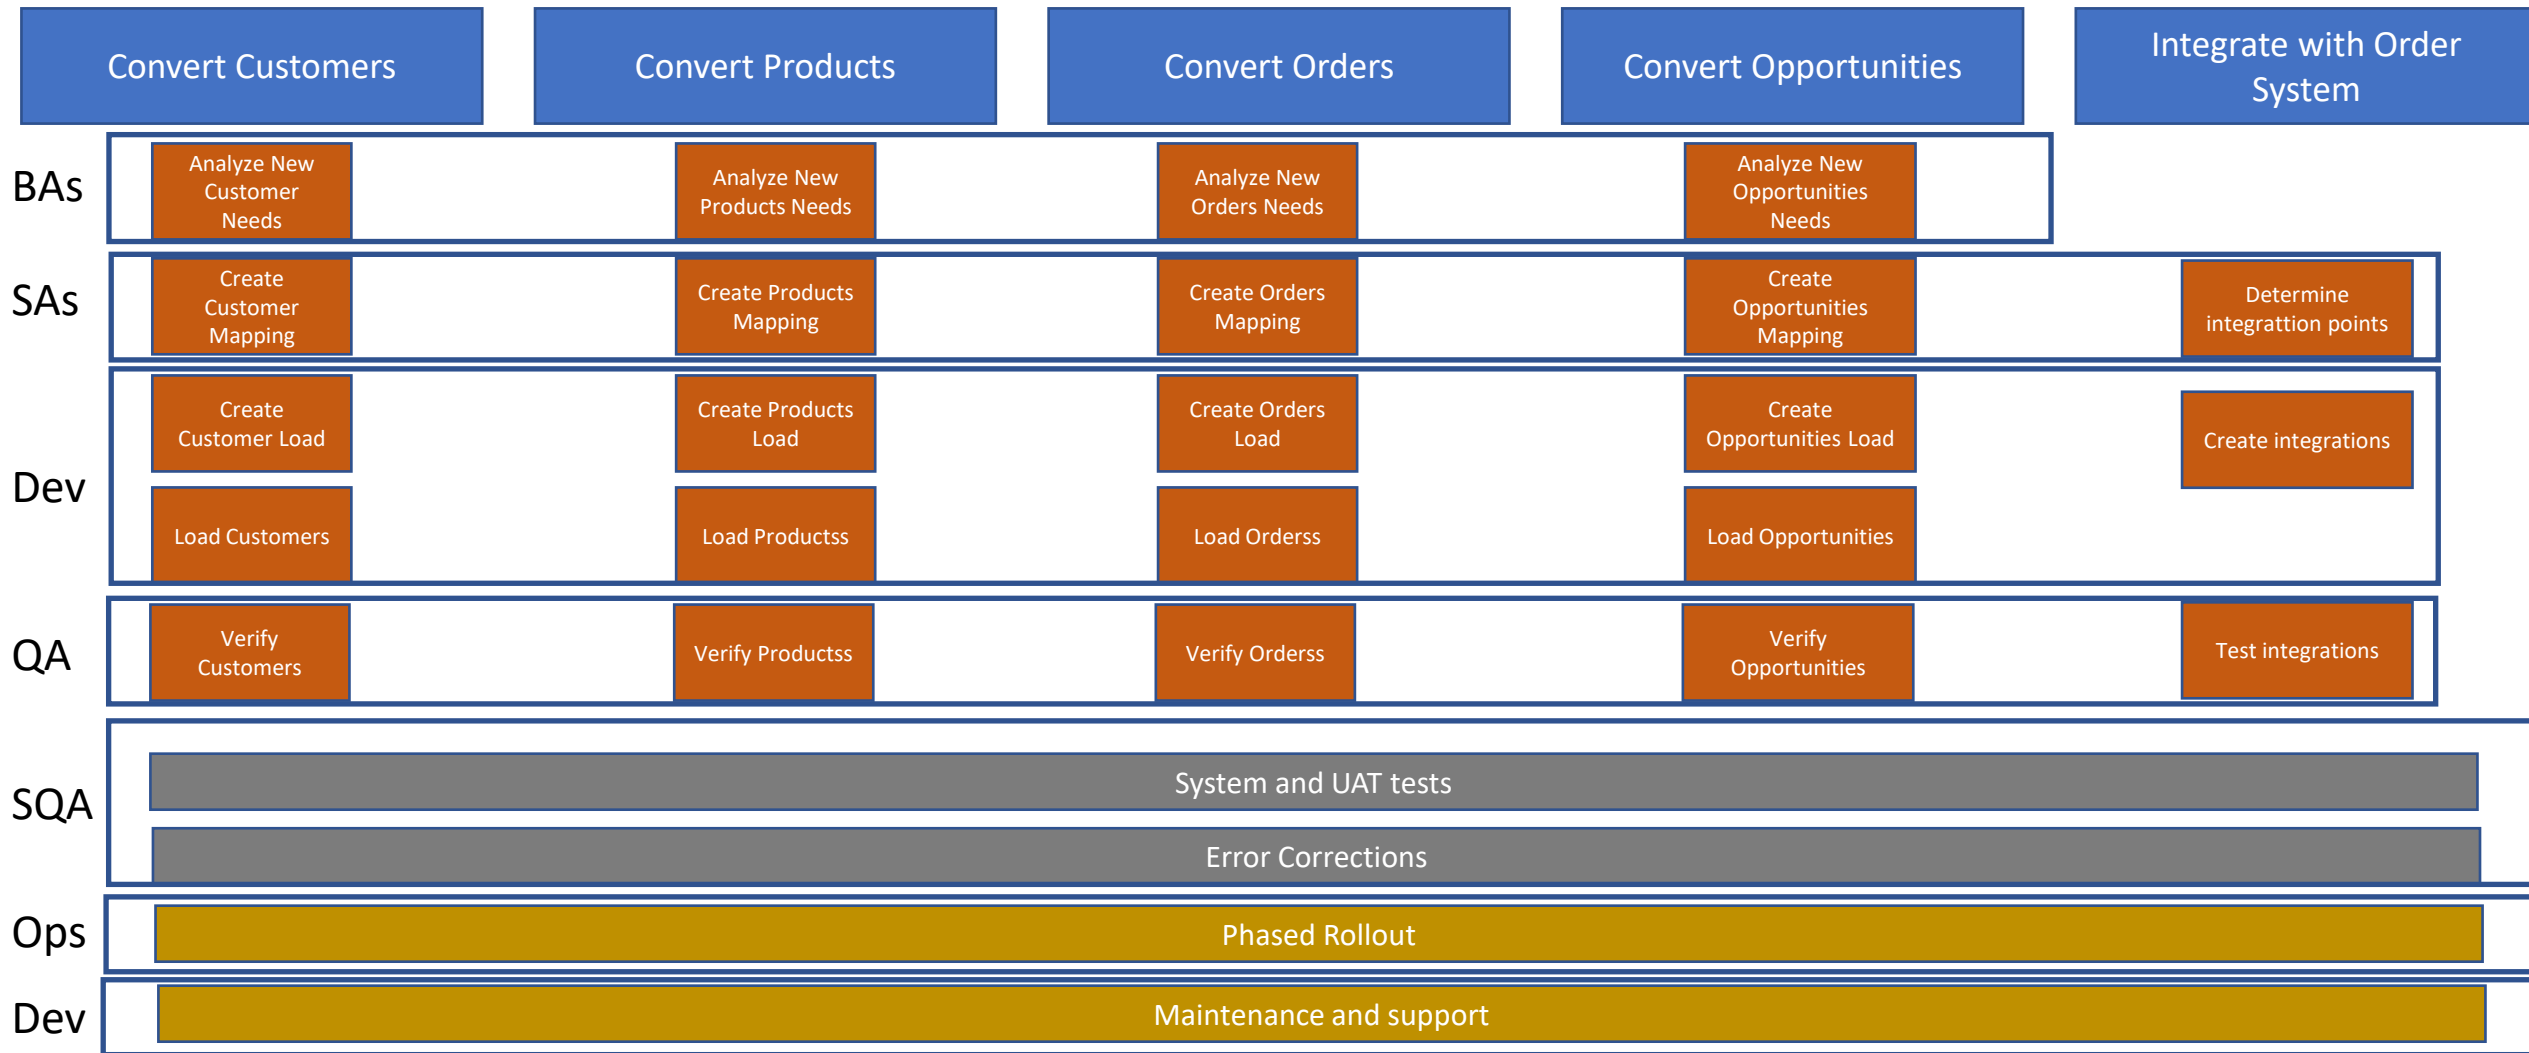 Convert Customers
Convert Products
Convert Orders
Convert Opportunities
Integrate with Order
System
BAs
Analyze New
Customer
Needs
Analyze New
Products Needs
Analyze New
Orders Needs
Analyze New
Opportunities
Needs
SAs
Create
Customer
Mapping
Create Products
Mapping
Create Orders
Mapping
Create
Opportunities
Mapping
Determine
integrattion points
Dev
Create
Customer Load
Create Products
Load
Create Orders
Load
Create
Opportunities Load
Create integrations
Load Customers
Load Productss
Load Orderss
Load Opportunities
QA
Verify
Customers
Verify Productss
Verify Orderss
Verify
Opportunities
Test integrations
SQA
System and UAT tests
Error Corrections
Ops
Phased Rollout
Dev
Maintenance and support